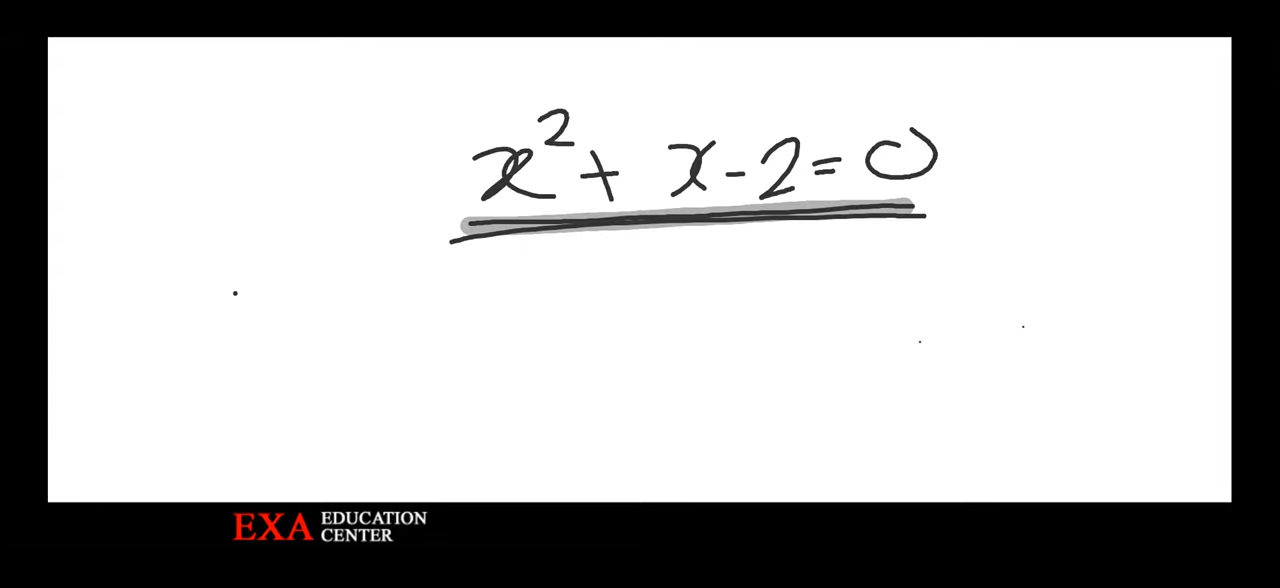 x² + x - 2 = 0
EXA EDUCATION
CENTER